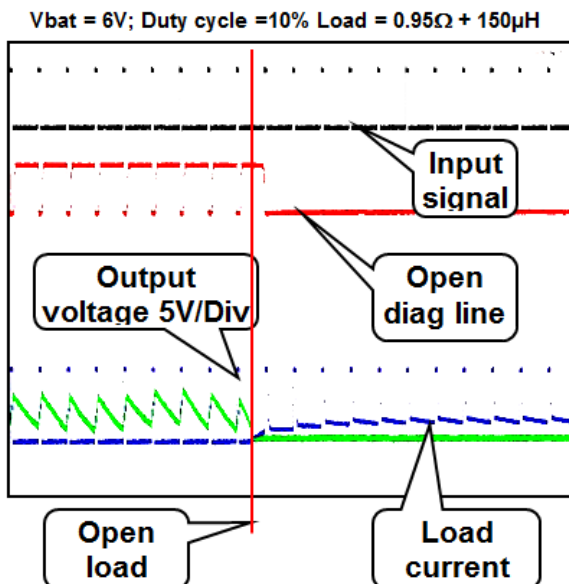 Vbat = 6V; Duty cycle =10% Load = 0.95Ω + 150µH
Input
signal
Output
voltage 5V/Div
Open
diag line
Open
load
Load
current